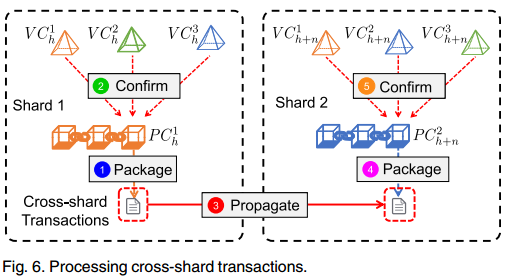 VC_h^1 VC_h^2 VC_h^3
2 Confirm
Shard 1
PC_h^1
1 Package
Cross-shard
Transactions
3 Propagate
VC_{h+n}^1 VC_{h+n}^2 VC_{h+n}^3
5 Confirm
Shard 2
PC_{h+n}^2
4 Package
Fig. 6. Processing cross-shard transactions.